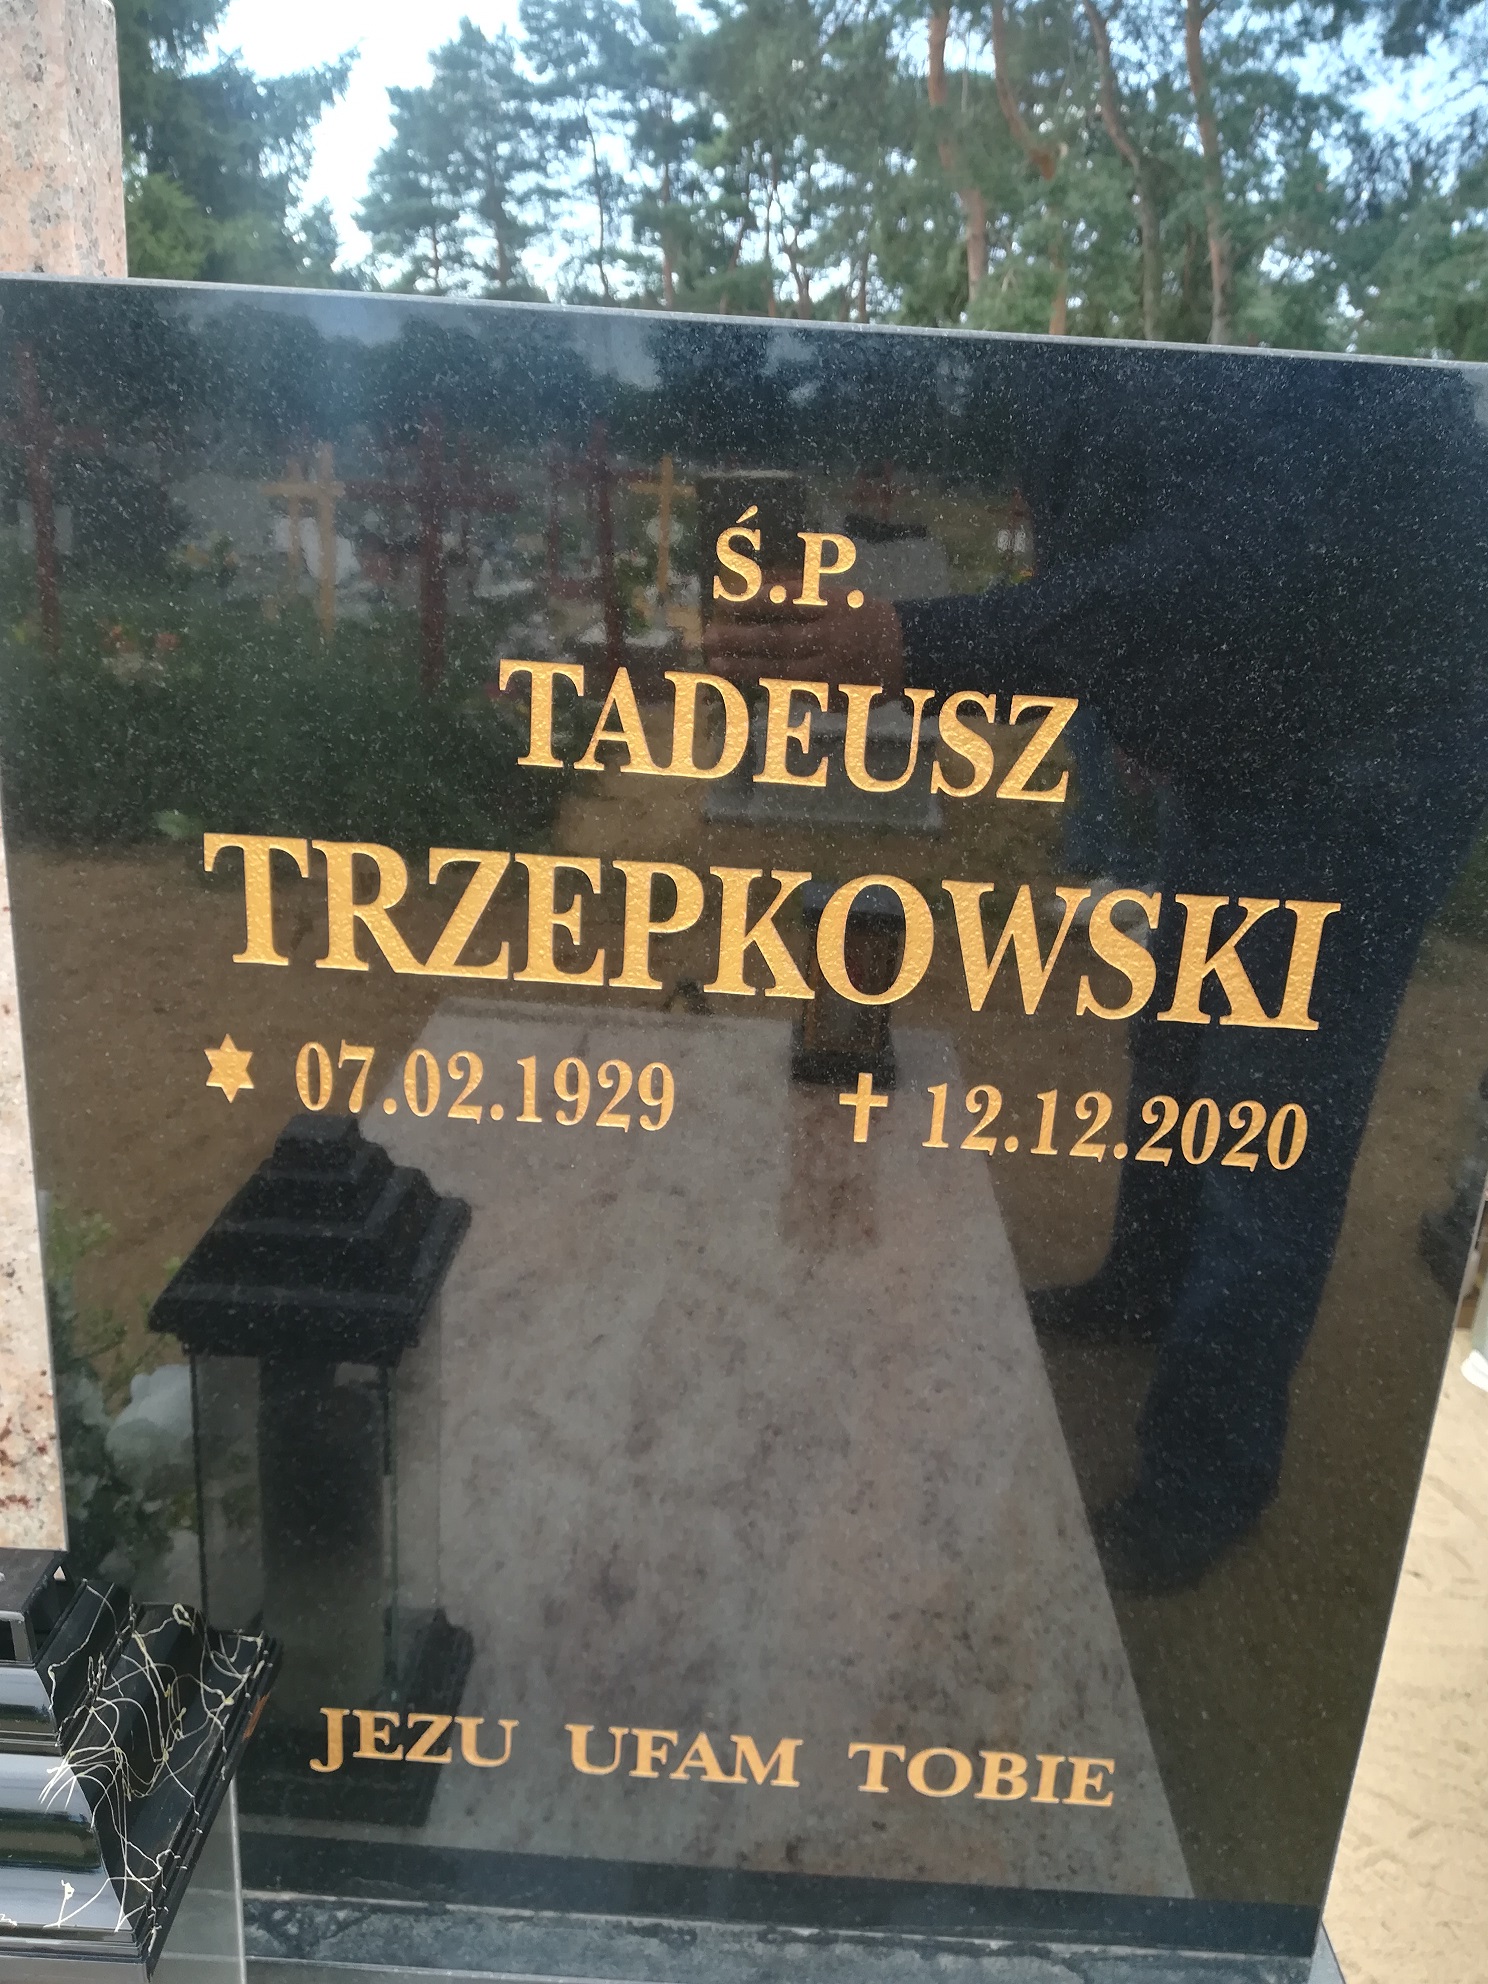 Ś.P.
TADEUSZ
TRZEPKOWSKI
✶ 07.02.1929 ✝ 12.12.2020
JEZU UFAM TOBIE